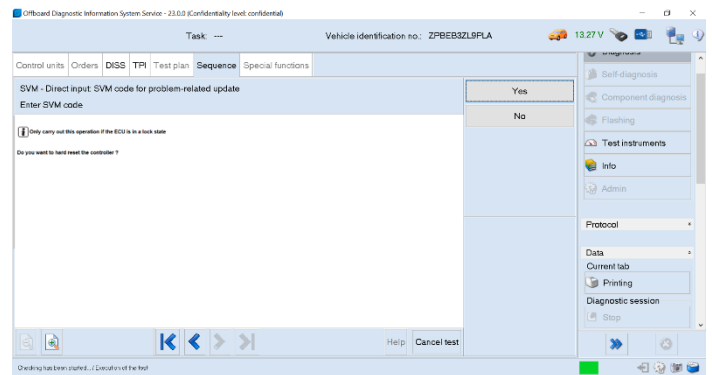 Offboard Diagnostic Information System Service - 23.0.0 (Confidentiality level: confidential)
Task: ---
Vehicle identification no.: ZPBEB3ZL9PLA
13.27 V
Control units Orders DISS TPI Test plan Sequence Special functions
SVM - Direct input: SVM code for problem-related update
Enter SVM code
Only carry out this operation if the ECU is in a lock state
Do you want to hard reset the controller ?
Yes
No
Diagnosis
Self-diagnosis
Component diagnosis
Flashing
Test instruments
Info
Admin
Protocol
Data
Current tab
Printing
Diagnostic session
Stop
Help
Cancel test
Checking has been started... / Execution of the test